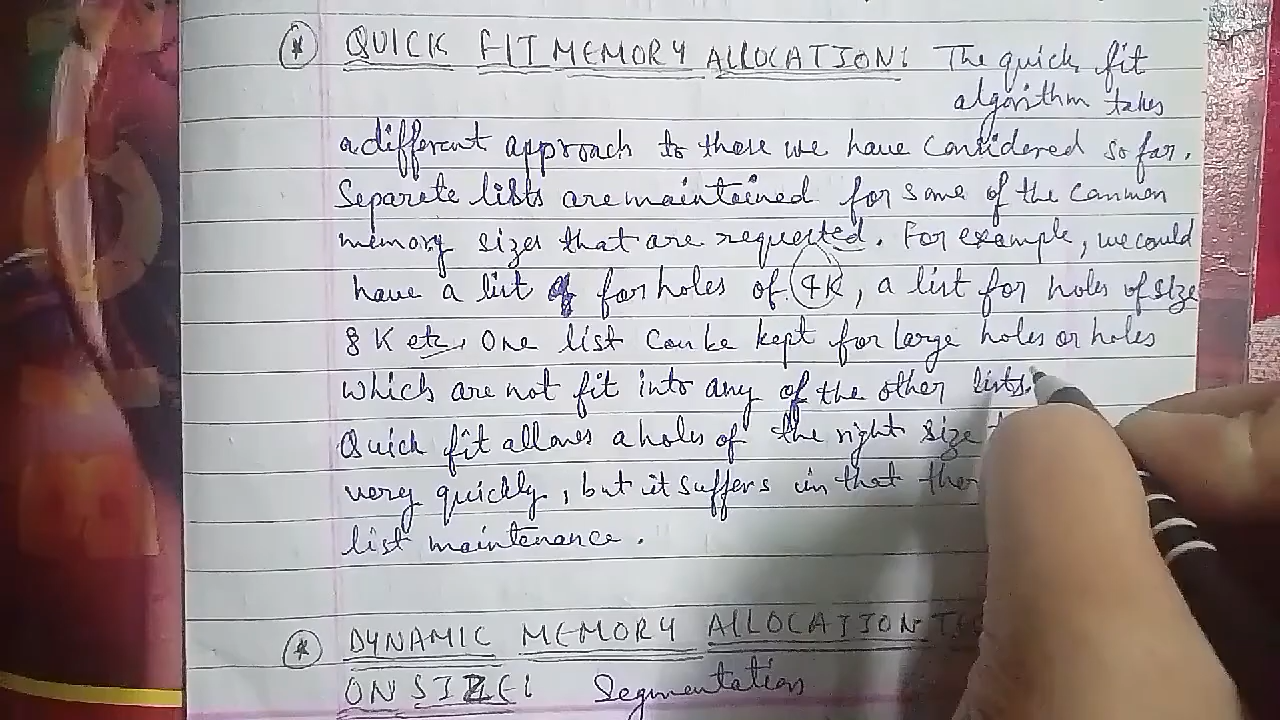 * QUICK FIT MEMORY ALLOCATION: The quick fit
algorithm takes
a different approach to those we have considered so far.
Separate lists are maintained for some of the common
memory sizes that are requested. For example, we could
have a list for holes of 4K, a list for holes of size
8K etc. One list can be kept for large holes or holes
which are not fit into any of the other lists.
Quick fit allows a holes of the right size
very quickly, but it suffers in that ther
list maintenance.
* DYNAMIC MEMORY ALLOCATION
ON SIZE: Segmentation